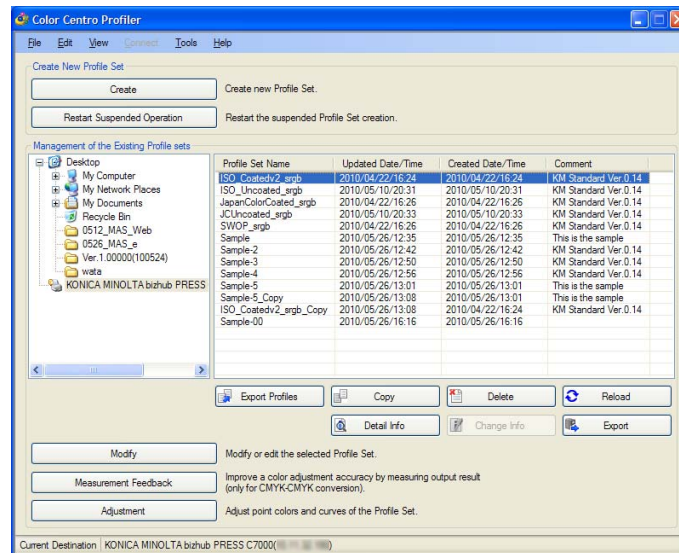 Color Centro Profiler
File Edit View Connect Tools Help
Create New Profile Set
Create Create new Profile Set.
Restart Suspended Operation Restart the suspended Profile Set creation.
Management of the Existing Profile sets
Desktop
My Computer
My Network Places
My Documents
Recycle Bin
0512_MAS_Web
0526_MAS_e
Ver.1.00000(100524)
wata
KONICA MINOLTA bizhub PRESS
Profile Set Name Updated Date/Time Created Date/Time Comment
ISO_Coatedv2_srgb 2010/04/22/16:24 2010/04/22/16:24 KM Standard Ver.0.14
ISO_Uncoated_srgb 2010/05/10/20:31 2010/05/10/20:31 KM Standard Ver.0.14
JapanColorCoated_srgb 2010/04/22/16:26 2010/04/22/16:26 KM Standard Ver.0.14
JCUncoated_srgb 2010/05/10/20:33 2010/05/10/20:33 KM Standard Ver.0.14
SWOP_srgb 2010/04/22/16:26 2010/04/22/16:26 KM Standard Ver.0.14
Sample 2010/05/26/12:35 2010/05/26/12:35 This is the sample
Sample-2 2010/05/26/12:42 2010/05/26/12:42 KM Standard Ver.0.14
Sample-3 2010/05/26/12:50 2010/05/26/12:50 KM Standard Ver.0.14
Sample-4 2010/05/26/12:56 2010/05/26/12:56 KM Standard Ver.0.14
Sample-5 2010/05/26/13:01 2010/05/26/13:01 This is the sample
Sample-5_Copy 2010/05/26/13:08 2010/05/26/13:01 This is the sample
ISO_Coatedv2_srgb_Copy 2010/05/26/13:08 2010/04/22/16:24 KM Standard Ver.0.14
Sample-00 2010/05/26/16:16 2010/05/26/16:16
Export Profiles Copy Delete Reload
Detail Info Change Info Export
Modify Modify or edit the selected Profile Set.
Measurement Feedback Improve a color adjustment accuracy by measuring output result
(only for CMYK-CMYK conversion).
Adjustment Adjust point colors and curves of the Profile Set.
Current Destination KONICA MINOLTA bizhub PRESS C7000( )